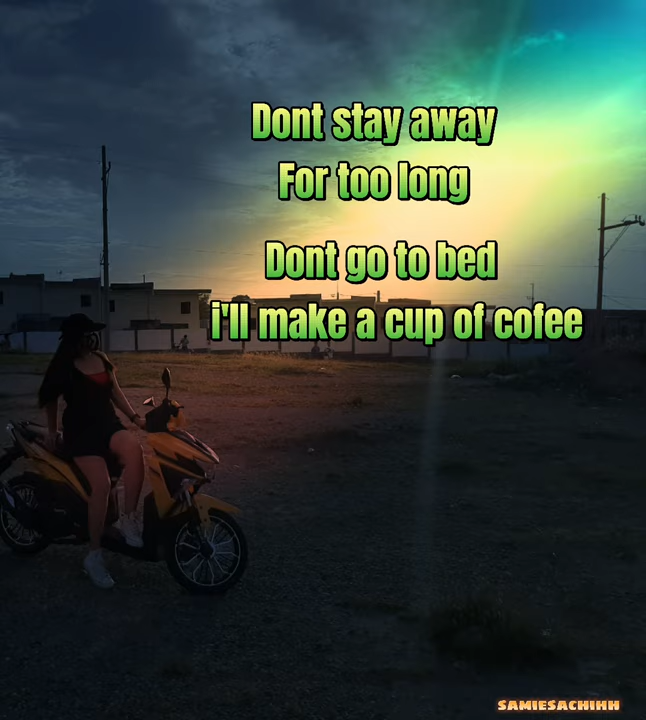 Dont stay away
For too long
Dont go to bed
i'll make a cup of cofee
SAMIESACHIHH